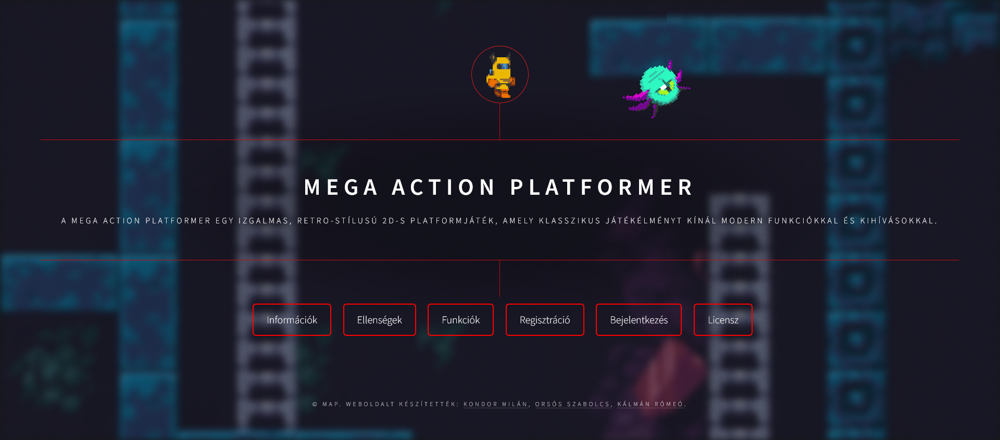 MEGA ACTION PLATFORMER
A MEGA ACTION PLATFORMER EGY IZGALMAS, RETRO-STÍLUSÚ 2D-S PLATFORMJÁTÉK, AMELY KLASSZIKUS JÁTÉKÉLMÉNYT KÍNÁL MODERN FUNKCIÓKKAL ÉS KIHÍVÁSOKKAL.
Információk Ellenségek Funkciók Regisztráció Bejelentkezés Licensz
© MAP. WEBOLDALT KÉSZÍTETTÉK: KONDOR MILÁN, ORSÓS SZABOLCS, KÁLMÁN RÓMEÓ.